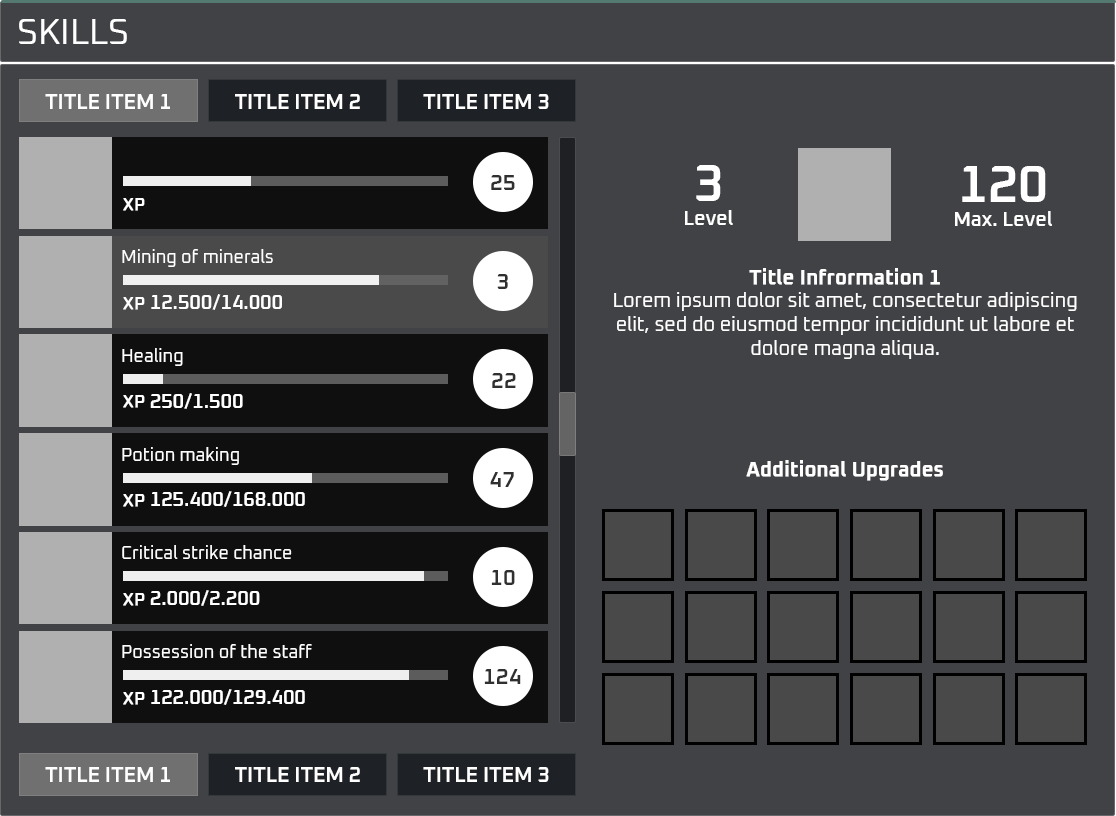 SKILLS
TITLE ITEM 1 TITLE ITEM 2 TITLE ITEM 3
25
XP
Mining of minerals
3
XP 12.500/14.000
Healing
22
XP 250/1.500
Potion making
47
XP 125.400/168.000
Critical strike chance
10
XP 2.000/2.200
Possession of the staff
124
XP 122.000/129.400
TITLE ITEM 1 TITLE ITEM 2 TITLE ITEM 3
3 120
Level Max. Level
Title Infrormation 1
Lorem ipsum dolor sit amet, consectetur adipiscing
elit, sed do eiusmod tempor incididunt ut labore et
dolore magna aliqua.
Additional Upgrades